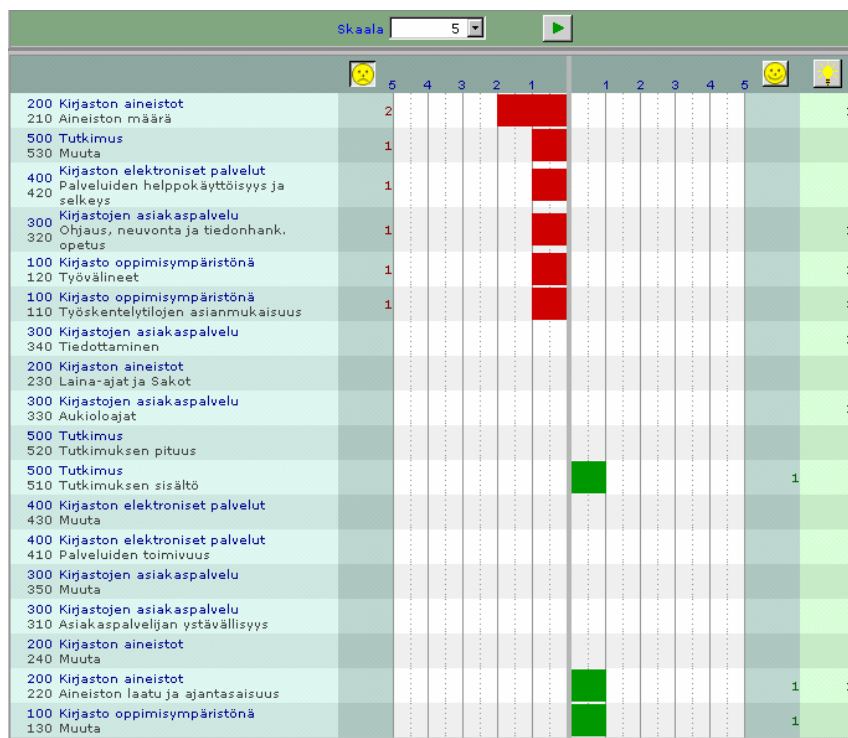 Skaala 5
5 4 3 2 1 1 2 3 4 5
200 Kirjaston aineistot
210 Aineiston määrä
2
500 Tutkimus
530 Muuta
1
400 Kirjaston elektroniset palvelut
420 Palveluiden helppokäyttöisyys ja
selkeys
1
300 Kirjastojen asiakaspalvelu
320 Ohjaus, neuvonta ja tiedonhank.
opetus
1
100 Kirjasto oppimisympäristönä
120 Työvälineet
1
100 Kirjasto oppimisympäristönä
110 Työskentelytilojen asianmukaisuus
1
300 Kirjastojen asiakaspalvelu
340 Tiedottaminen
200 Kirjaston aineistot
230 Laina-ajat ja Sakot
300 Kirjastojen asiakaspalvelu
330 Aukioloajat
500 Tutkimus
520 Tutkimuksen pituus
500 Tutkimus
510 Tutkimuksen sisältö
1
400 Kirjaston elektroniset palvelut
430 Muuta
400 Kirjaston elektroniset palvelut
410 Palveluiden toimivuus
300 Kirjastojen asiakaspalvelu
350 Muuta
300 Kirjastojen asiakaspalvelu
310 Asiakaspalvelijan ystävällisyys
200 Kirjaston aineistot
240 Muuta
200 Kirjaston aineistot
220 Aineiston laatu ja ajantasaisuus
1
100 Kirjasto oppimisympäristönä
130 Muuta
1